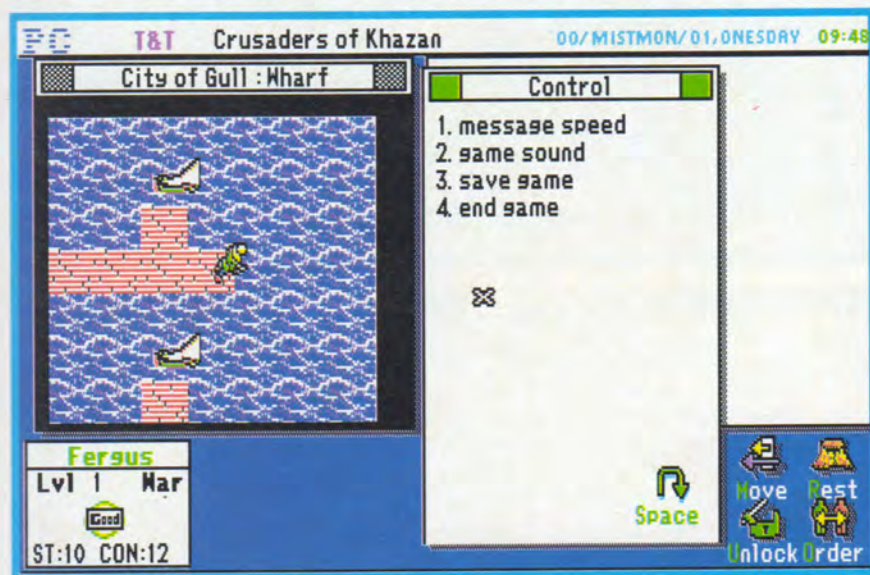 PC T&T Crusaders of Khazan 00/MISTMON/01,ONESDAY 09:48
City of Gull : Wharf
Control
1. message speed
2. game sound
3. save game
4. end game
Space
Fergus
Lvl 1 War
Good
ST:10 CON:12
Move Rest
Unlock Order